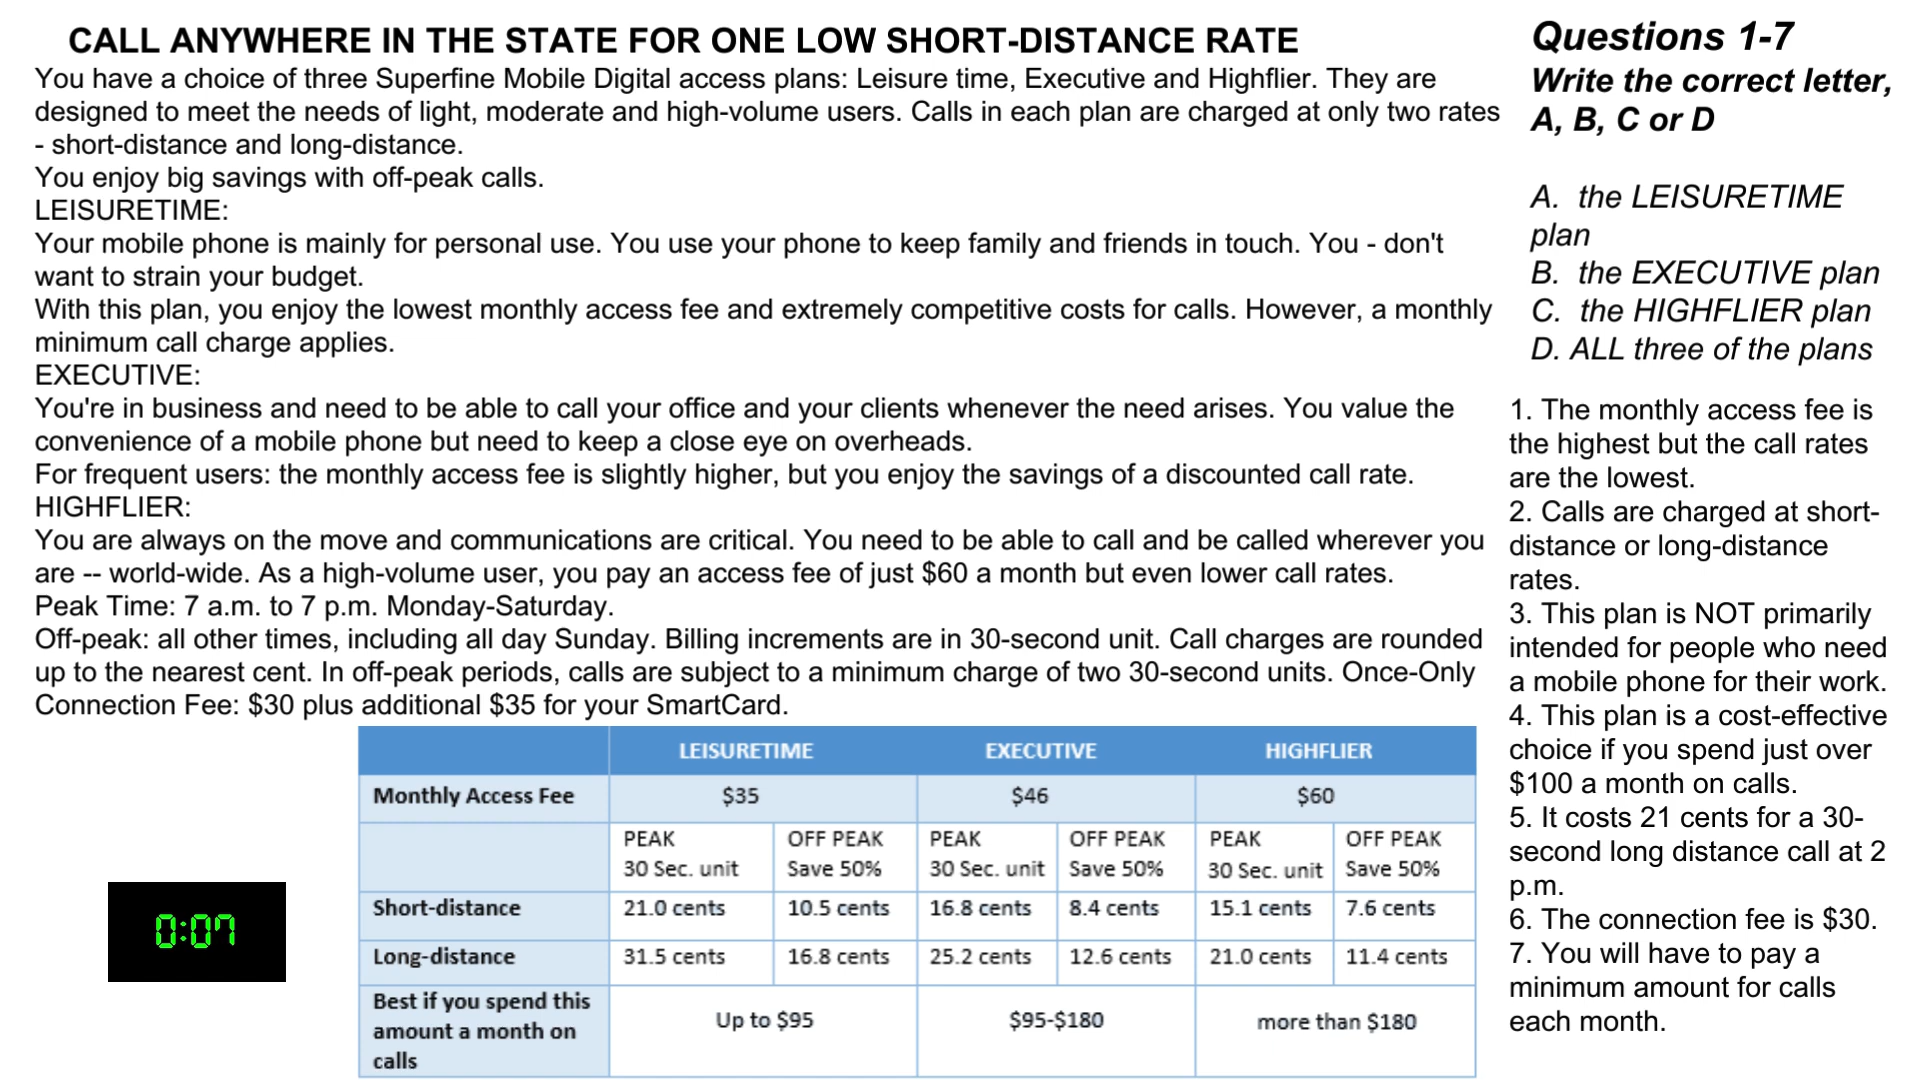 CALL ANYWHERE IN THE STATE FOR ONE LOW SHORT-DISTANCE RATE
You have a choice of three Superfine Mobile Digital access plans: Leisure time, Executive and Highflier. They are
designed to meet the needs of light, moderate and high-volume users. Calls in each plan are charged at only two rates
- short-distance and long-distance.
You enjoy big savings with off-peak calls.
LEISURETIME:
Your mobile phone is mainly for personal use. You use your phone to keep family and friends in touch. You - don't
want to strain your budget.
With this plan, you enjoy the lowest monthly access fee and extremely competitive costs for calls. However, a monthly
minimum call charge applies.
EXECUTIVE:
You're in business and need to be able to call your office and your clients whenever the need arises. You value the
convenience of a mobile phone but need to keep a close eye on overheads.
For frequent users: the monthly access fee is slightly higher, but you enjoy the savings of a discounted call rate.
HIGHFLIER:
You are always on the move and communications are critical. You need to be able to call and be called wherever you
are -- world-wide. As a high-volume user, you pay an access fee of just $60 a month but even lower call rates.
Peak Time: 7 a.m. to 7 p.m. Monday-Saturday.
Off-peak: all other times, including all day Sunday. Billing increments are in 30-second unit. Call charges are rounded
up to the nearest cent. In off-peak periods, calls are subject to a minimum charge of two 30-second units. Once-Only
Connection Fee: $30 plus additional $35 for your SmartCard.
LEISURETIME EXECUTIVE HIGHFLIER
Monthly Access Fee $35 $46 $60
PEAK OFF PEAK PEAK OFF PEAK PEAK OFF PEAK
30 Sec. unit Save 50% 30 Sec. unit Save 50% 30 Sec. unit Save 50%
Short-distance 21.0 cents 10.5 cents 16.8 cents 8.4 cents 15.1 cents 7.6 cents
Long-distance 31.5 cents 16.8 cents 25.2 cents 12.6 cents 21.0 cents 11.4 cents
Best if you spend this
amount a month on
calls
Up to $95 $95-$180 more than $180
0:07
Questions 1-7
Write the correct letter,
A, B, C or D
A. the LEISURETIME
plan
B. the EXECUTIVE plan
C. the HIGHFLIER plan
D. ALL three of the plans
1. The monthly access fee is
the highest but the call rates
are the lowest.
2. Calls are charged at short-
distance or long-distance
rates.
3. This plan is NOT primarily
intended for people who need
a mobile phone for their work.
4. This plan is a cost-effective
choice if you spend just over
$100 a month on calls.
5. It costs 21 cents for a 30-
second long distance call at 2
p.m.
6. The connection fee is $30.
7. You will have to pay a
minimum amount for calls
each month.